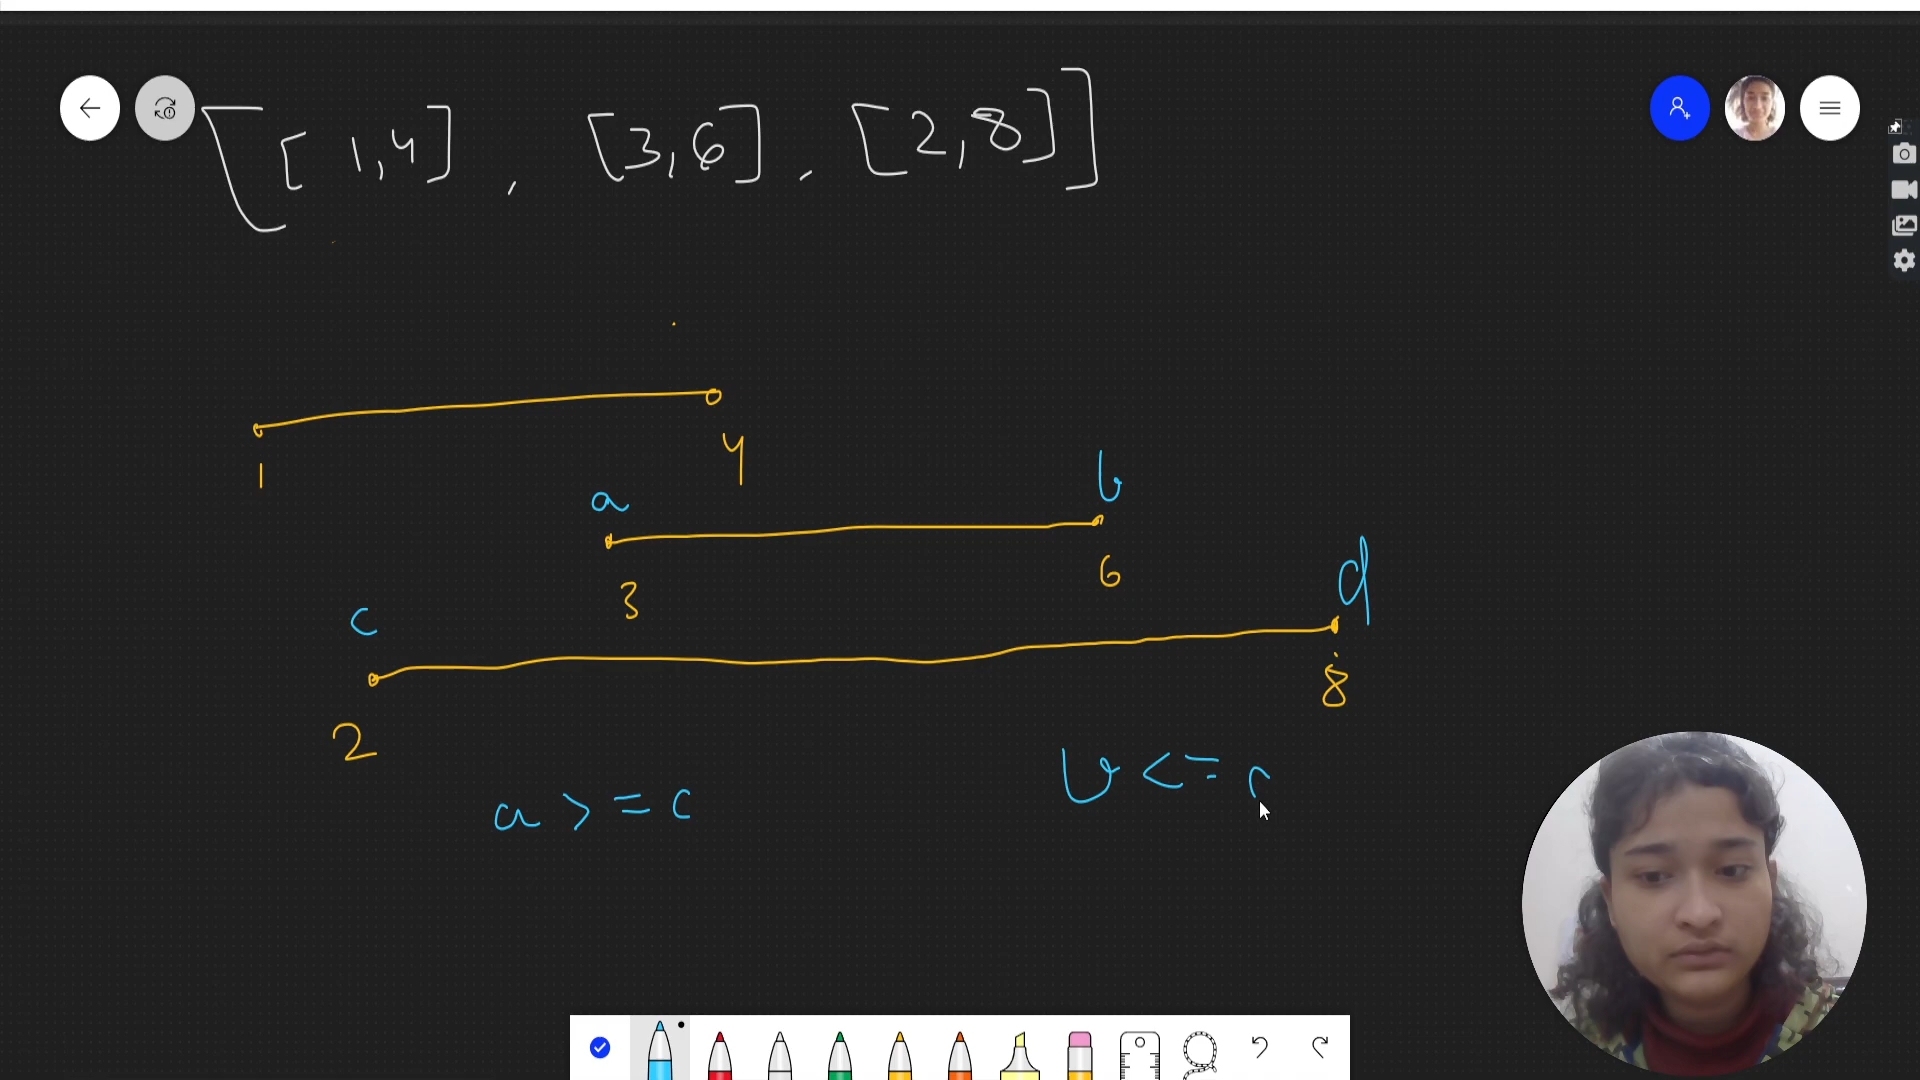 [[1,4], [3,6], [2,8]]
1 4
a b
3 6
c d
2 8
a >= c
b <=